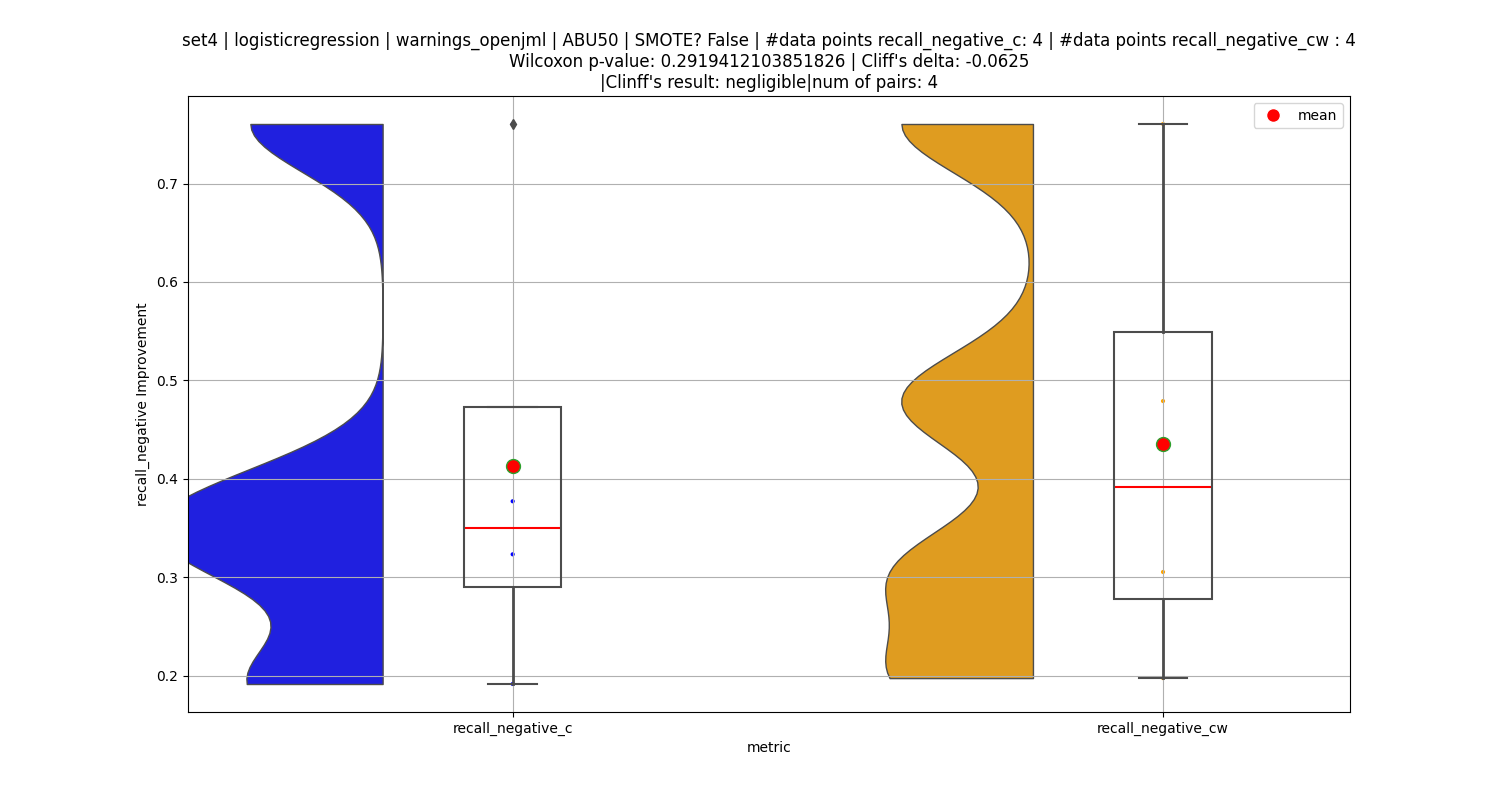 set4 | logisticregression | warnings_openjml | ABU50 | SMOTE? False | #data points recall_negative_c: 4 | #data points recall_negative_cw : 4
Wilcoxon p-value: 0.2919412103851826 | Cliff's delta: -0.0625
|Clinff's result: negligible|num of pairs: 4
mean
0.7
0.6
0.5
0.4
0.3
0.2
recall_negative Improvement
recall_negative_c
recall_negative_cw
metric